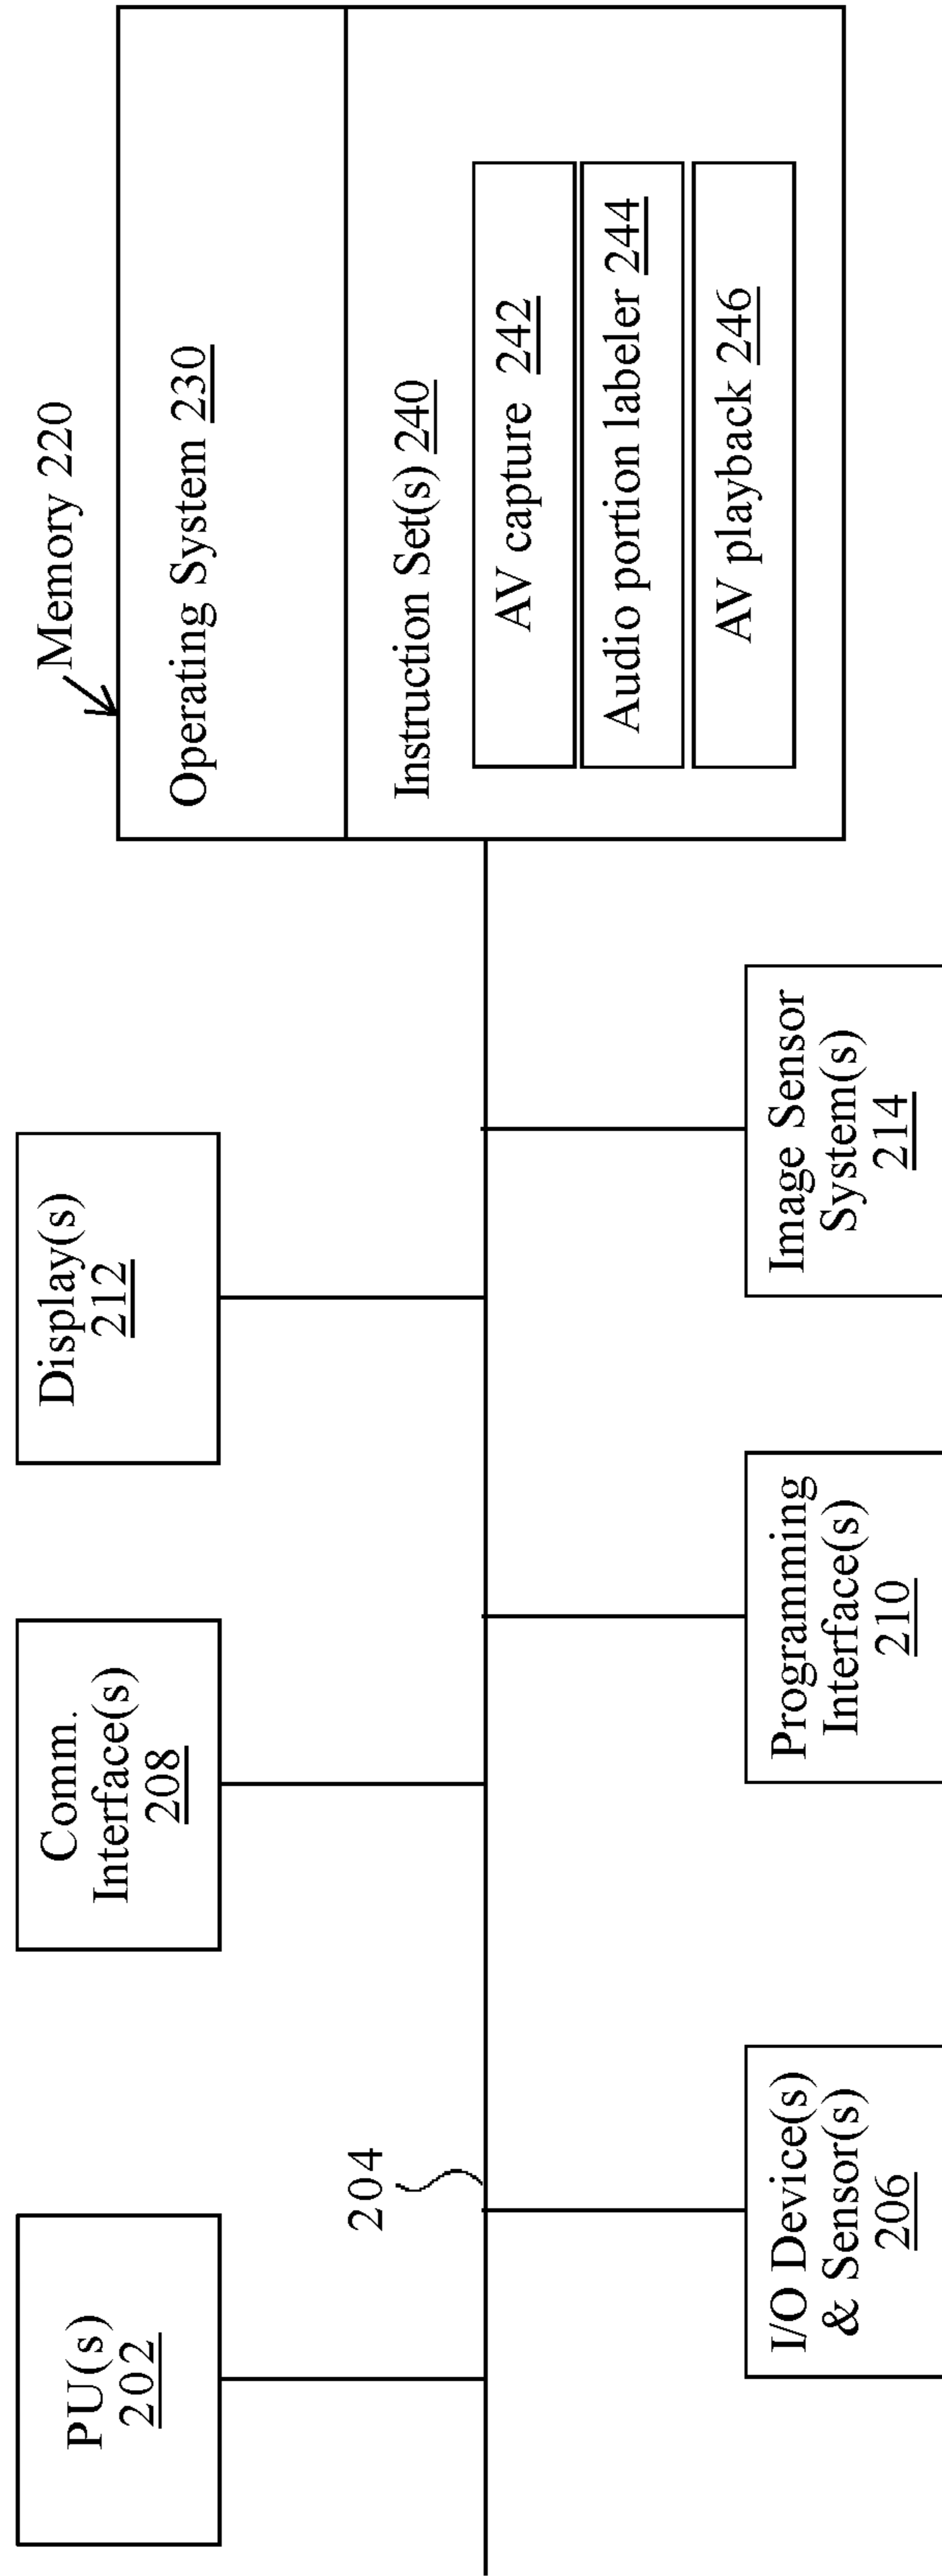 PU(s)
202
Comm.
Interface(s)
208
Display(s)
212
Memory 220
Operating System 230
Instruction Set(s) 240
AV capture 242
Audio portion labeler 244
AV playback 246
204
I/O Device(s)
& Sensor(s)
206
Programming
Interface(s)
210
Image Sensor
System(s)
214